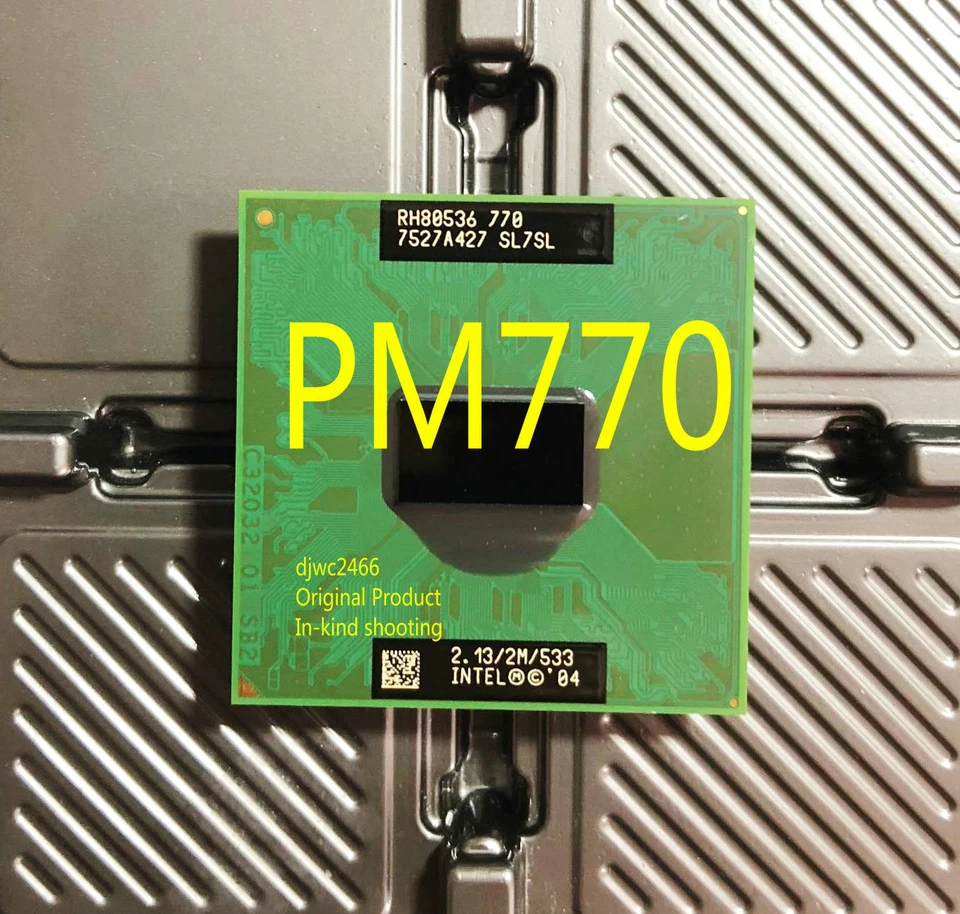 RH80536 770
7527A427 SL7SL
PM770
C32032 01 SB2
djwc2466
Original Product
In-kind shooting
2.13/2M/533
INTELⓂ©'04